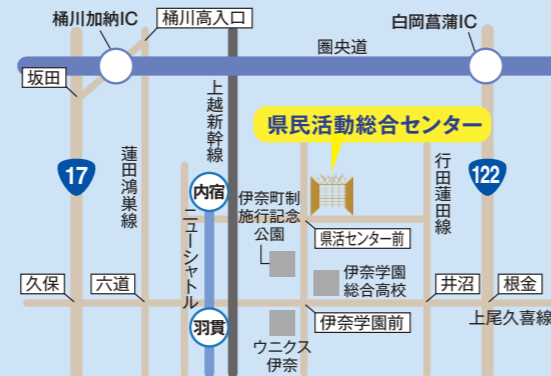 桶川加納IC
桶川高入口
白岡菖蒲IC
圏央道
坂田
上越新幹線
県民活動総合センター
蓮田鴻巣線
17
行田蓮田線
122
内宿
伊奈町制
施行記念
公園
ニューシャトル
県活センター前
伊奈学園
総合高校
久保
六道
井沼
根金
羽貫
伊奈学園前
上尾久喜線
ウニクス
伊奈